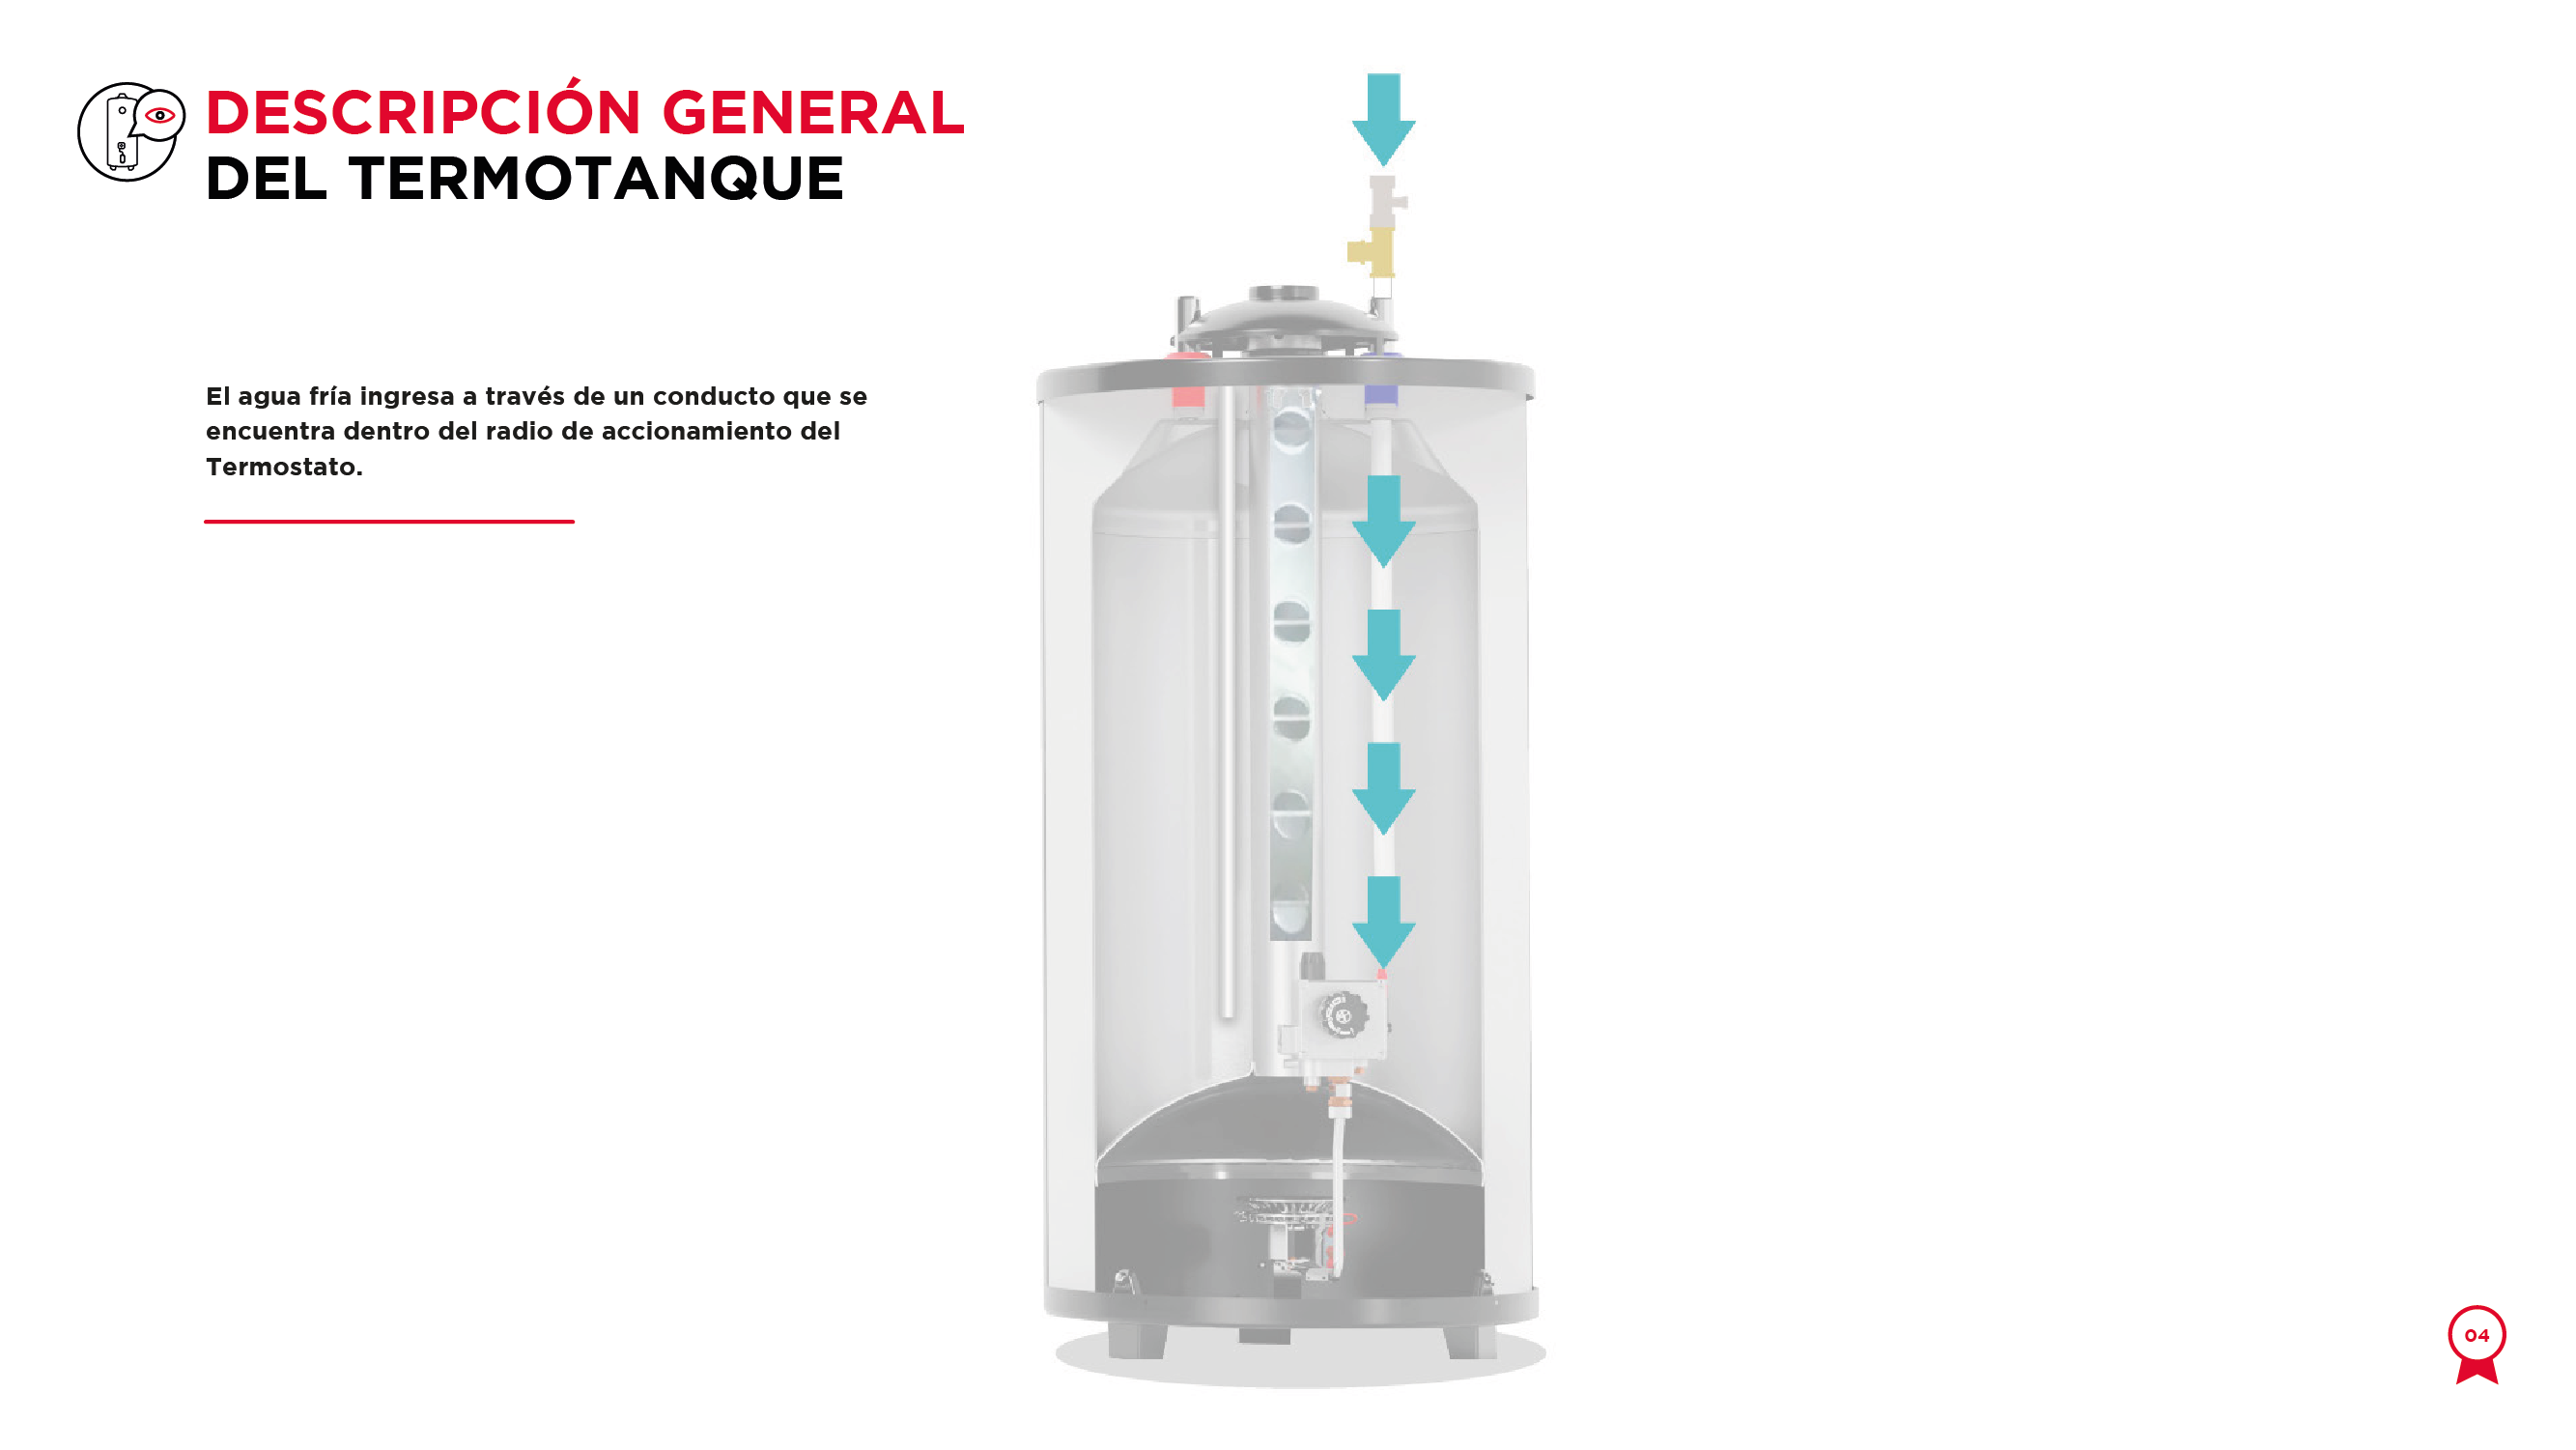 DESCRIPCIÓN GENERAL
DEL TERMOTANQUE
El agua fría ingresa a través de un conducto que se
encuentra dentro del radio de accionamiento del
Termostato.
04